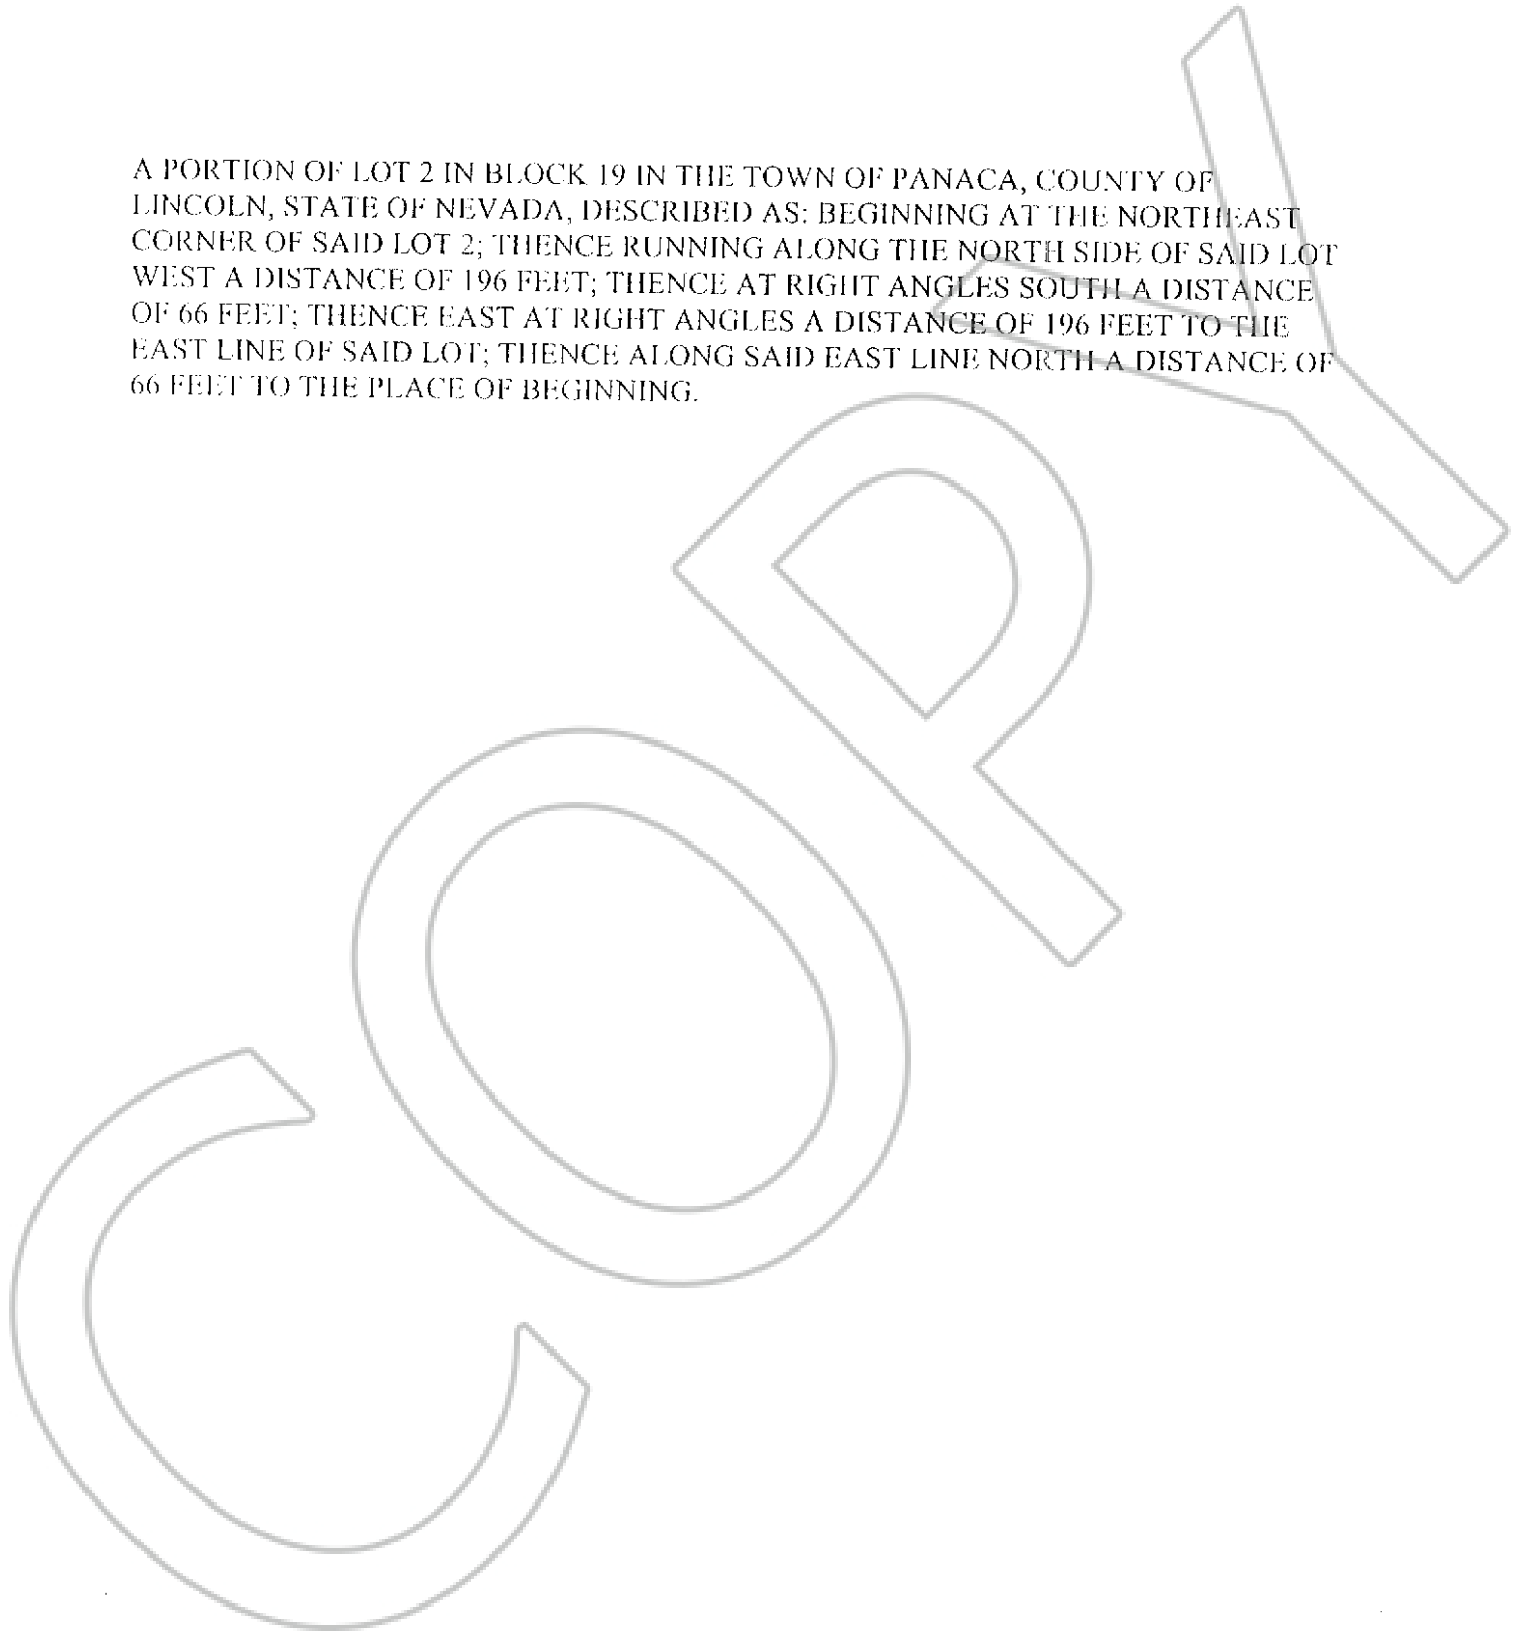 A PORTION OF LOT 2 IN BLOCK 19 IN THE TOWN OF PANACA, COUNTY OF
LINCOLN, STATE OF NEVADA, DESCRIBED AS: BEGINNING AT THE NORTHEAST
CORNER OF SAID LOT 2; THENCE RUNNING ALONG THE NORTH SIDE OF SAID LOT
WEST A DISTANCE OF 196 FEET; THENCE AT RIGHT ANGLES SOUTH A DISTANCE
OF 66 FEET; THENCE EAST AT RIGHT ANGLES A DISTANCE OF 196 FEET TO THE
EAST LINE OF SAID LOT; THENCE ALONG SAID EAST LINE NORTH A DISTANCE OF
66 FEET TO THE PLACE OF BEGINNING.
COPY